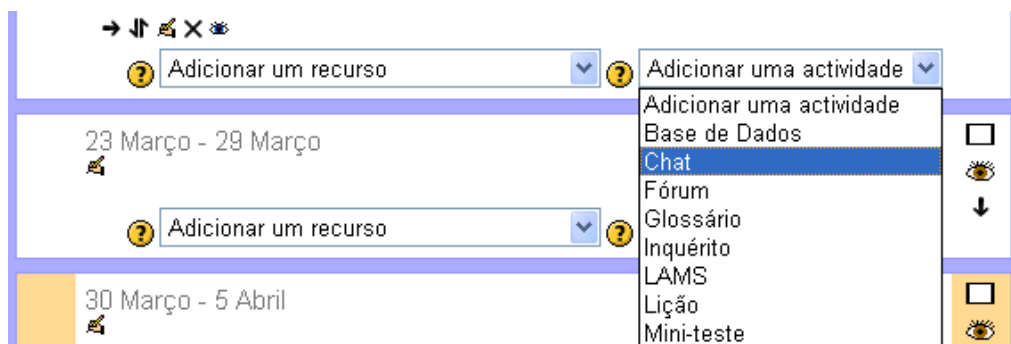 Adicionar um recurso
Adicionar uma actividade
Adicionar uma actividade
Base de Dados
Chat
Fórum
Glossário
Inquérito
LAMS
Lição
Mini-teste
23 Março - 29 Março
Adicionar um recurso
30 Março - 5 Abril